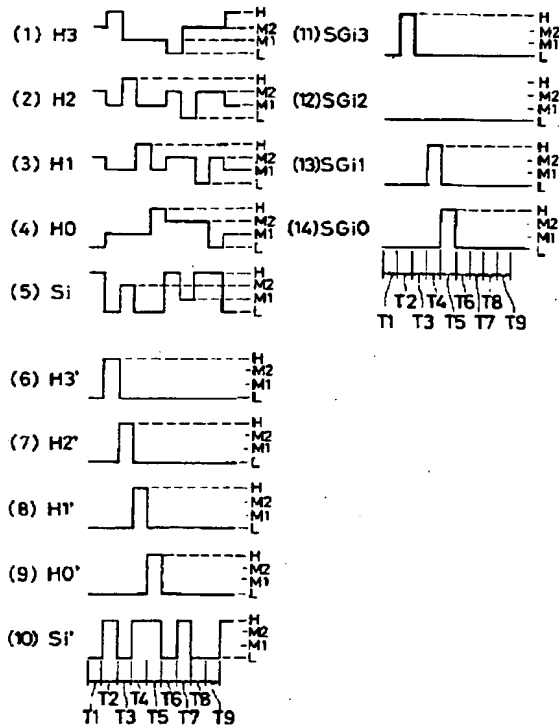 (1) H3
H
M2
M1
L
(2) H2
H
M2
M1
L
(3) H1
H
M2
M1
L
(4) H0
H
M2
M1
L
(5) Si
H
M2
M1
L
(6) H3'
H
M2
M1
L
(7) H2'
H
M2
M1
L
(8) H1'
H
M2
M1
L
(9) H0'
H
M2
M1
L
(10) Si'
H
M2
M1
L
T2 T4 T6 T8
T1 T3 T5 T7 T9
(11) SGi3
H
M2
M1
L
(12) SGi2
H
M2
M1
L
(13) SGi1
H
M2
M1
L
(14) SGi0
H
M2
M1
L
T2 T4 T6 T8
T1 T3 T5 T7 T9